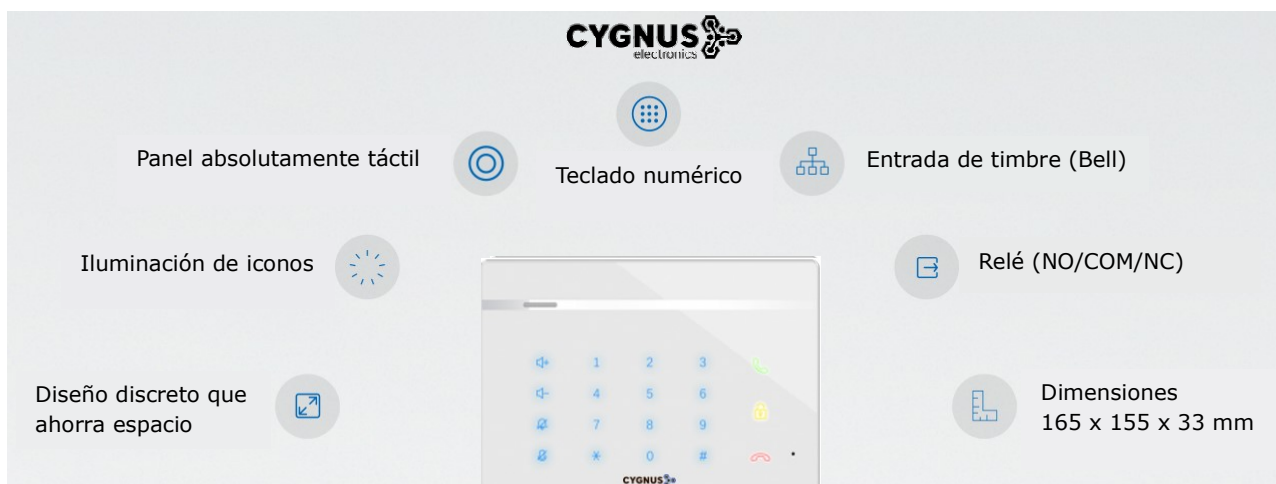 CYGNUS
electronics
Panel absolutamente táctil
Teclado numérico
Entrada de timbre (Bell)
Iluminación de iconos
Relé (NO/COM/NC)
Diseño discreto que
ahorra espacio
Dimensiones
165 x 155 x 33 mm
1 2 3
4 5 6
7 8 9
* 0 #
CYGNUS